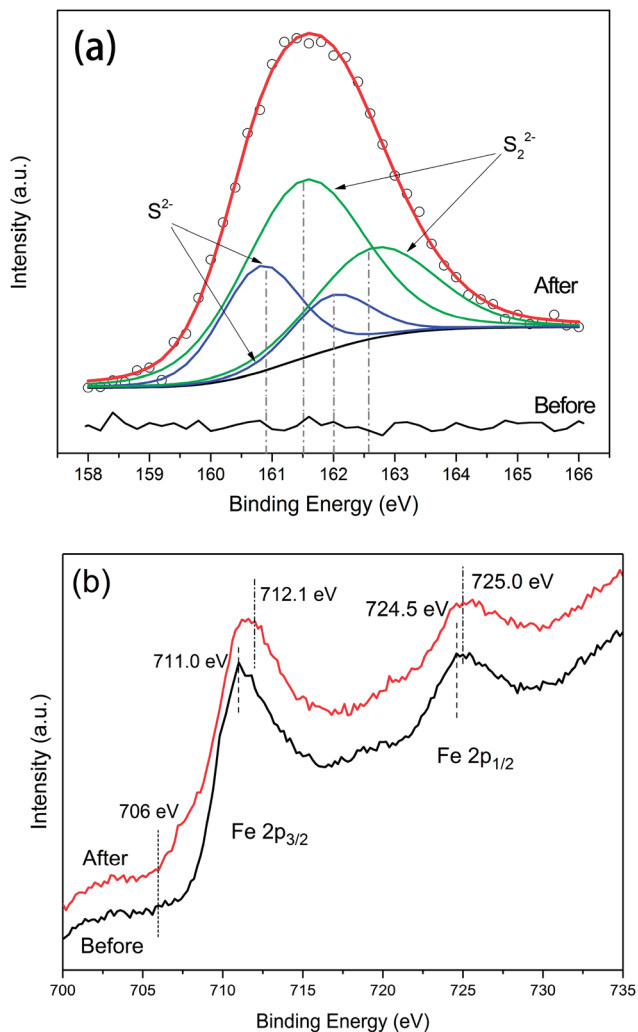 (a)
S₂²⁻
S²⁻
After
Before
Intensity (a.u.)
158 159 160 161 162 163 164 165 166
Binding Energy (eV)
(b)
712.1 eV
725.0 eV
724.5 eV
711.0 eV
706 eV
Fe 2p₁/₂
Fe 2p₃/₂
After
Before
Intensity (a.u.)
700 705 710 715 720 725 730 735
Binding Energy (eV)